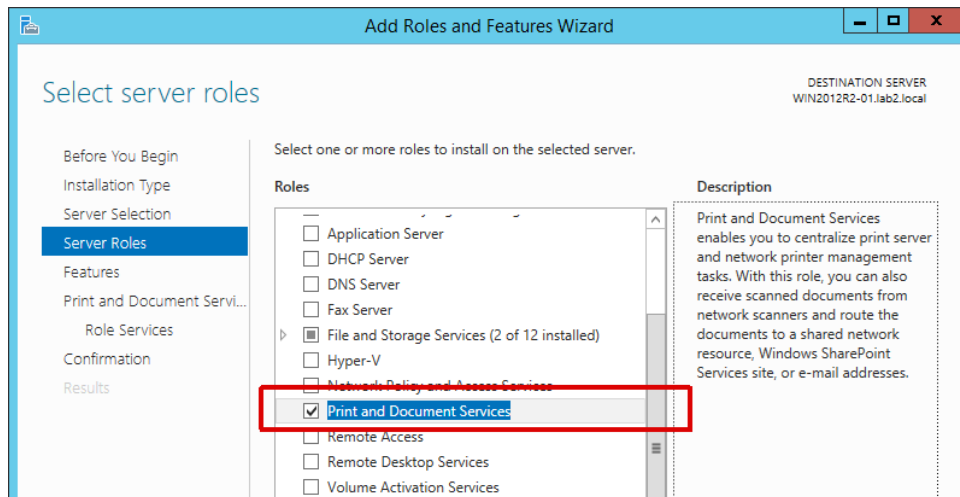 Add Roles and Features Wizard
Select server roles
DESTINATION SERVER
WIN2012R2-01.lab2.local
Before You Begin
Installation Type
Server Selection
Server Roles
Features
Print and Document Servi...
Role Services
Confirmation
Results
Select one or more roles to install on the selected server.
Roles
Application Server
DHCP Server
DNS Server
Fax Server
File and Storage Services (2 of 12 installed)
Hyper-V
Network Policy and Access Services
Print and Document Services
Remote Access
Remote Desktop Services
Volume Activation Services
Description
Print and Document Services
enables you to centralize print server
and network printer management
tasks. With this role, you can also
receive scanned documents from
network scanners and route the
documents to a shared network
resource, Windows SharePoint
Services site, or e-mail addresses.